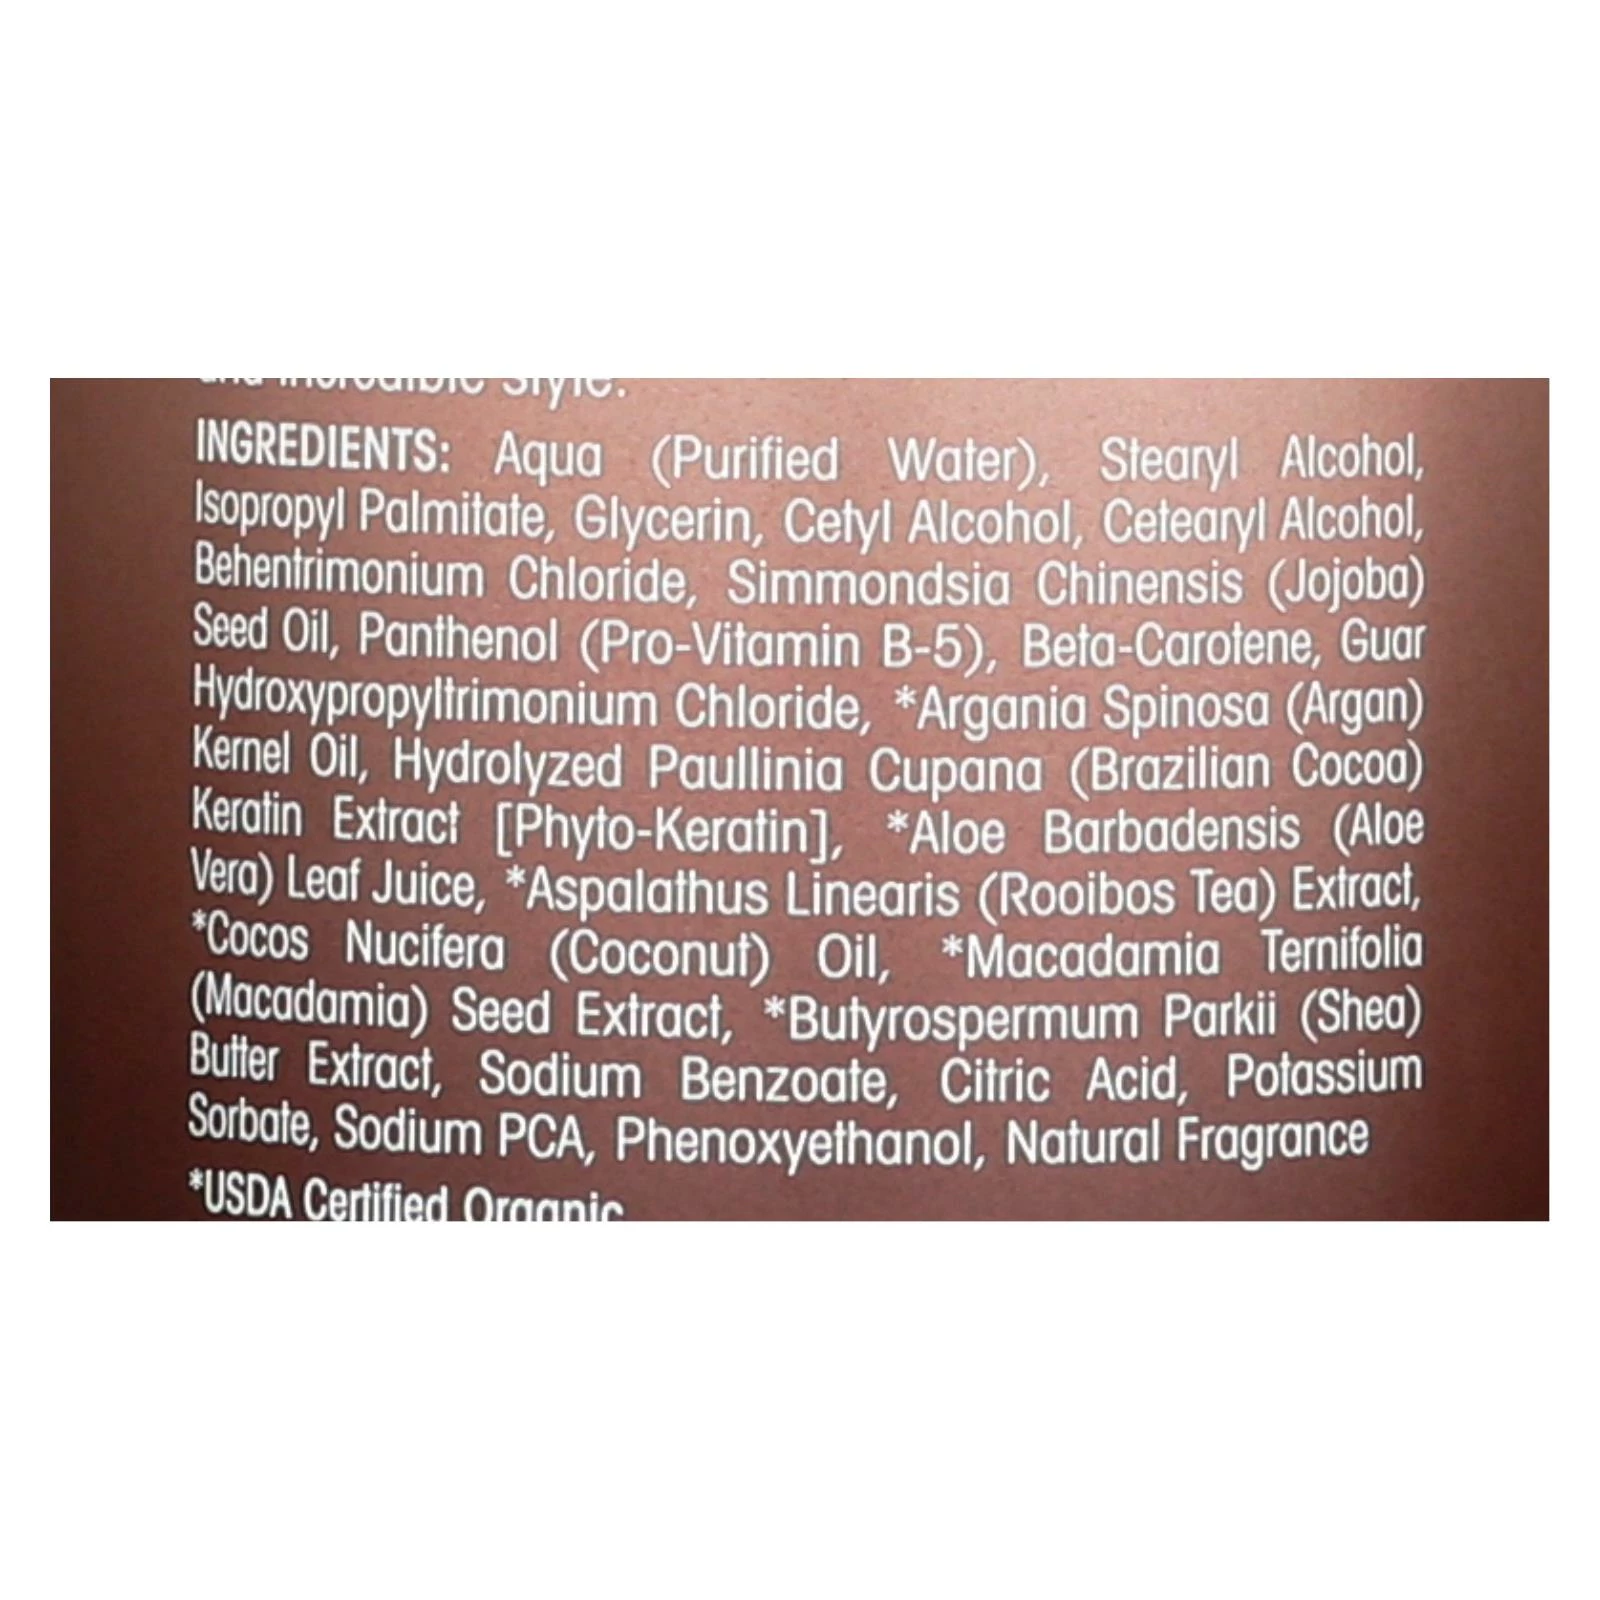 and Incredible Style.
INGREDIENTS: Aqua (Purified Water), Stearyl Alcohol,
Isopropyl Palmitate, Glycerin, Cetyl Alcohol, Cetearyl Alcohol,
Behentrimonium Chloride, Simmondsia Chinensis (Jojoba)
Seed Oil, Panthenol (Pro-Vitamin B-5), Beta-Carotene, Guar
Hydroxypropyltrimonium Chloride, *Argania Spinosa (Argan)
Kernel Oil, Hydrolyzed Paullinia Cupana (Brazilian Cocoa)
Keratin Extract [Phyto-Keratin], *Aloe Barbadensis (Aloe
Vera) Leaf Juice, *Aspalathus Linearis (Rooibos Tea) Extract,
*Cocos Nucifera (Coconut) Oil, *Macadamia Ternifolia
(Macadamia) Seed Extract, *Butyrospermum Parkii (Shea)
Butter Extract, Sodium Benzoate, Citric Acid, Potassium
Sorbate, Sodium PCA, Phenoxyethanol, Natural Fragrance
*USDA Certified Organic